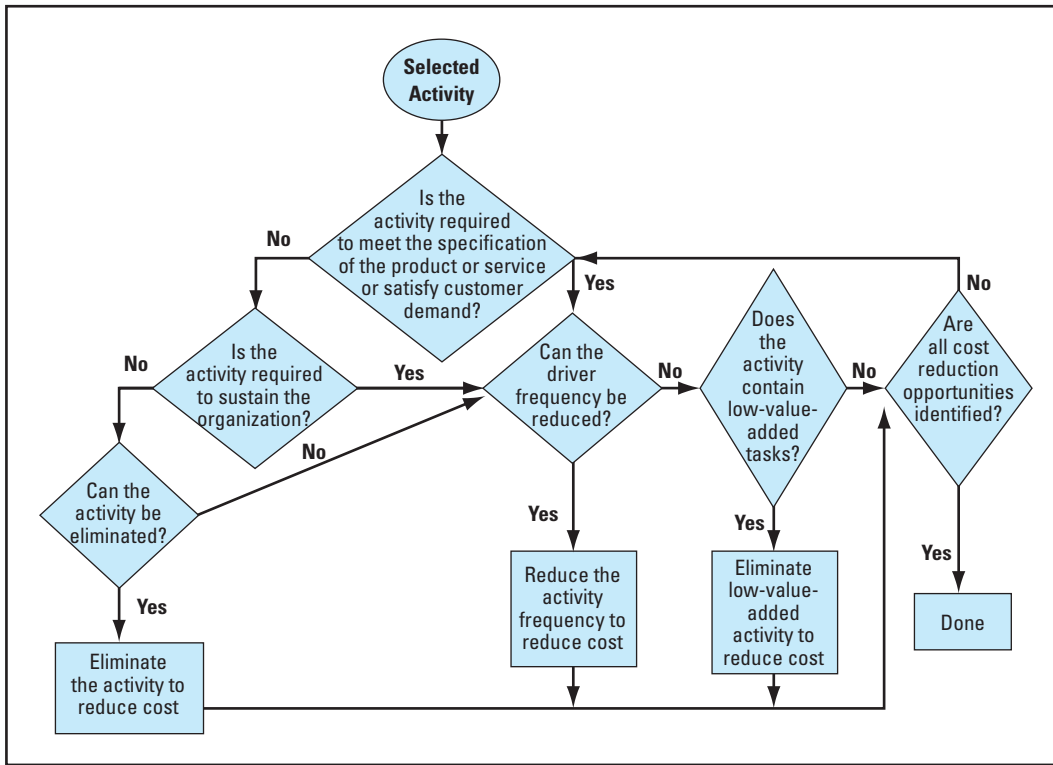 Selected
Activity
Is the
activity required
to meet the specification
of the product or service
or satisfy customer
demand?
No
Yes
No
Is the
activity required
to sustain the
organization?
No
Yes
Can the
driver
frequency be
reduced?
No
Does
the
activity
contain
low-value-
added
tasks?
No
Are
all cost
reduction
opportunities
identified?
No
Can the
activity be
eliminated?
Yes
Yes
Yes
Yes
Eliminate
the activity to
reduce cost
Reduce the
activity
frequency to
reduce cost
Eliminate
low-value-
added
activity to
reduce cost
Done